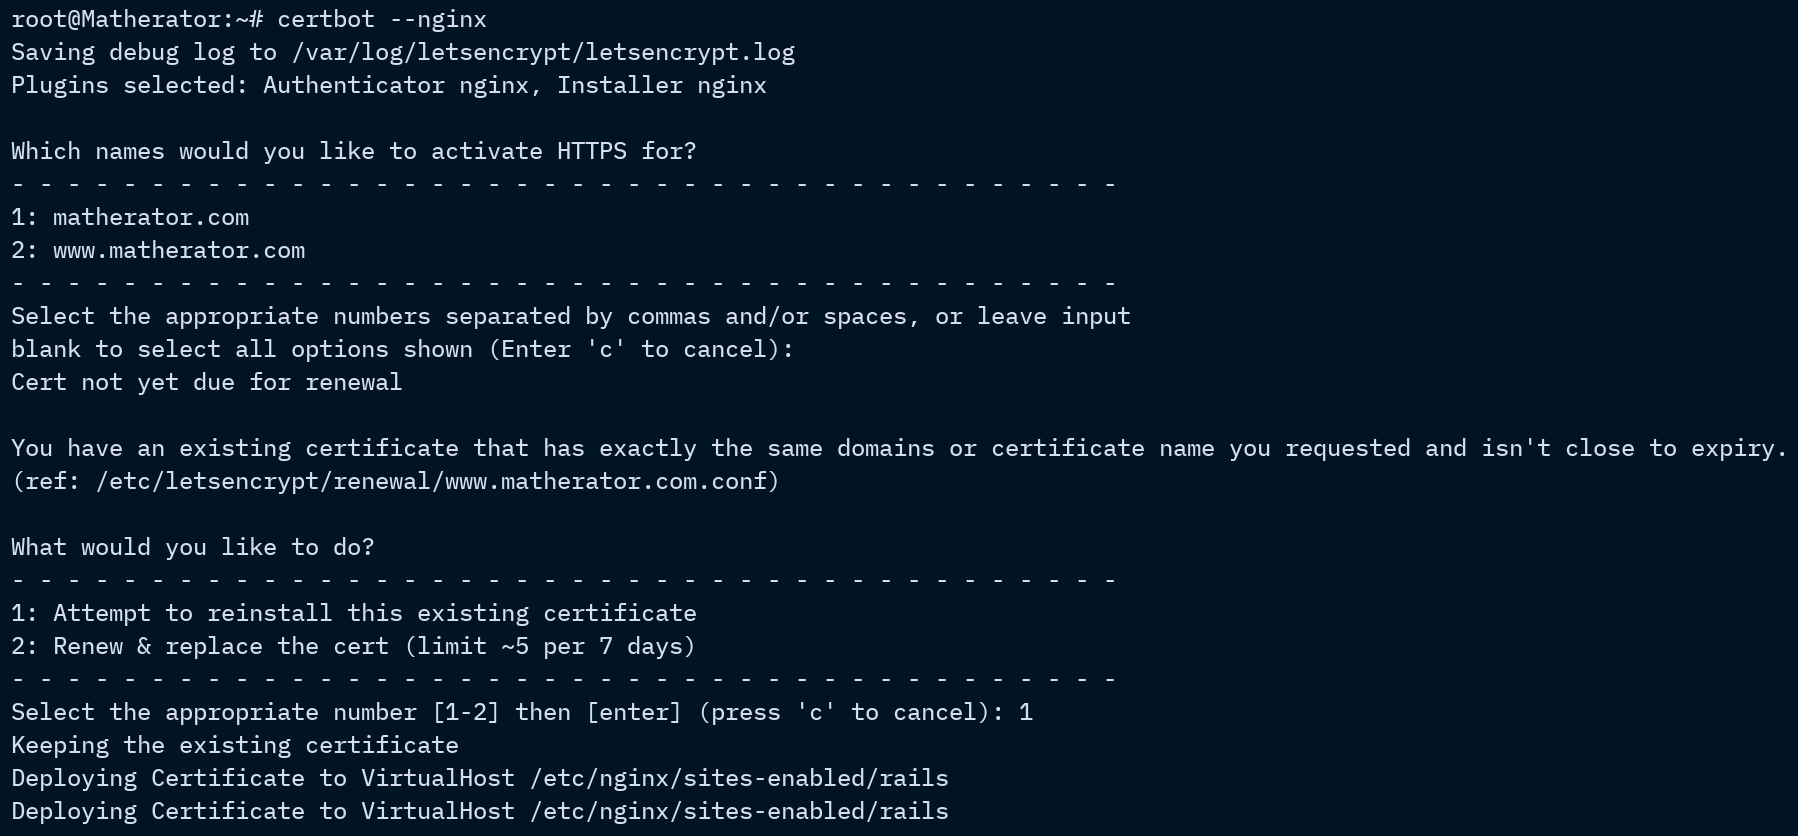 root@Matherator:~# certbot --nginx
Saving debug log to /var/log/letsencrypt/letsencrypt.log
Plugins selected: Authenticator nginx, Installer nginx
Which names would you like to activate HTTPS for?
- - - - - - - - - - - - - - - - - - - - - - - - - - - - - - - - - - - - - - - -
1: matherator.com
2: www.matherator.com
- - - - - - - - - - - - - - - - - - - - - - - - - - - - - - - - - - - - - - - -
Select the appropriate numbers separated by commas and/or spaces, or leave input
blank to select all options shown (Enter 'c' to cancel):
Cert not yet due for renewal
You have an existing certificate that has exactly the same domains or certificate name you requested and isn't close to expiry.
(ref: /etc/letsencrypt/renewal/www.matherator.com.conf)
What would you like to do?
- - - - - - - - - - - - - - - - - - - - - - - - - - - - - - - - - - - - - - - -
1: Attempt to reinstall this existing certificate
2: Renew & replace the cert (limit ~5 per 7 days)
- - - - - - - - - - - - - - - - - - - - - - - - - - - - - - - - - - - - - - - -
Select the appropriate number [1-2] then [enter] (press 'c' to cancel): 1
Keeping the existing certificate
Deploying Certificate to VirtualHost /etc/nginx/sites-enabled/rails
Deploying Certificate to VirtualHost /etc/nginx/sites-enabled/rails